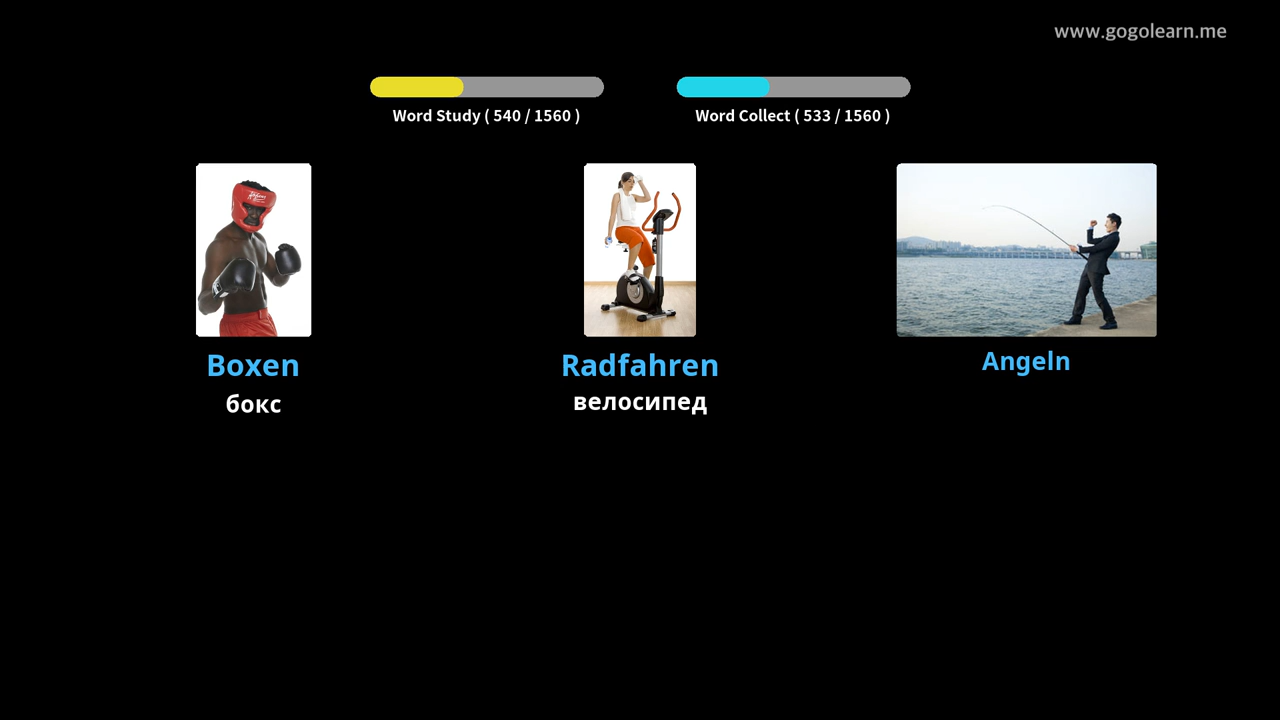 www.gogolearn.me
Word Study ( 540 / 1560 )
Word Collect ( 533 / 1560 )
Boxen
Radfahren
Angeln
бокс
велосипед